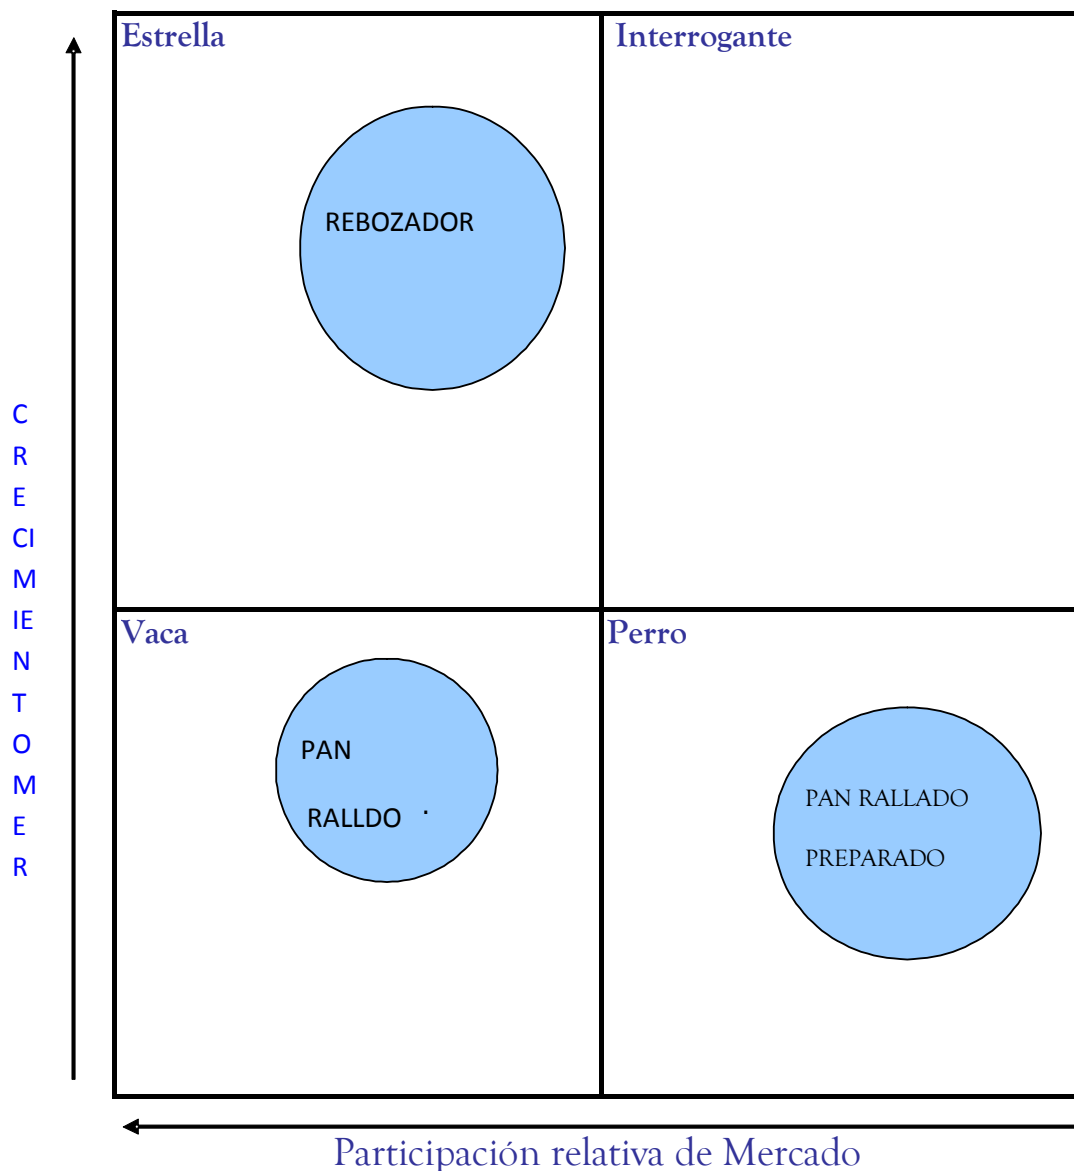 Estrella
Interrogante
REBOZADOR
C
R
E
CI
M
IE
N
T
O
M
E
R
Vaca
Perro
PAN
RALLDO .
PAN RALLADO
PREPARADO
Participación relativa de Mercado